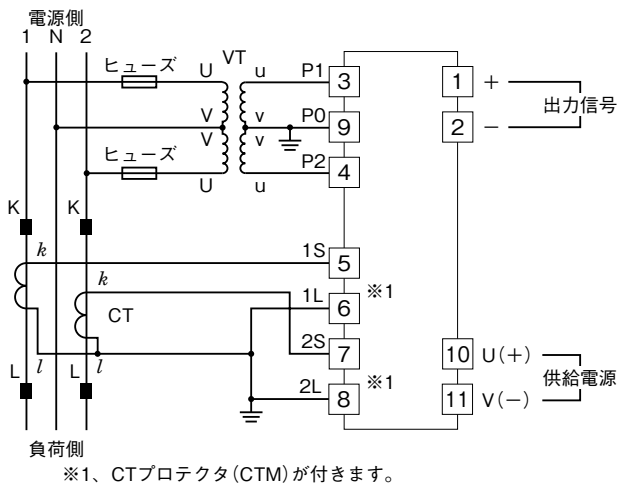 電源側
1 N 2
VT
ヒューズ U u P1 3 1 +
出力信号
V v P0 9 2 −
V v
ヒューズ U u P2 4
K K
k 1S 5
※1
k 1L 6
CT
2S 7 10 U(+)
供給電源
L l L l ※1
2L 8 11 V(−)
負荷側
※1、CTプロテクタ(CTM)が付きます。